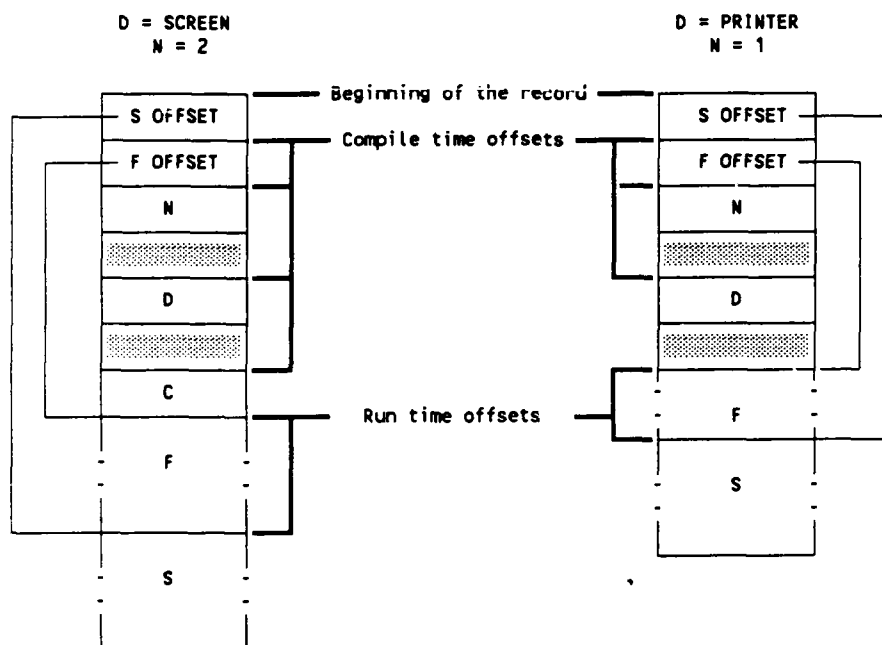 D = SCREEN
N = 2
D = PRINTER
N = 1
Beginning of the record
S OFFSET
S OFFSET
Compile time offsets
F OFFSET
F OFFSET
N
N
D
D
C
Run time offsets
F
F
S
S